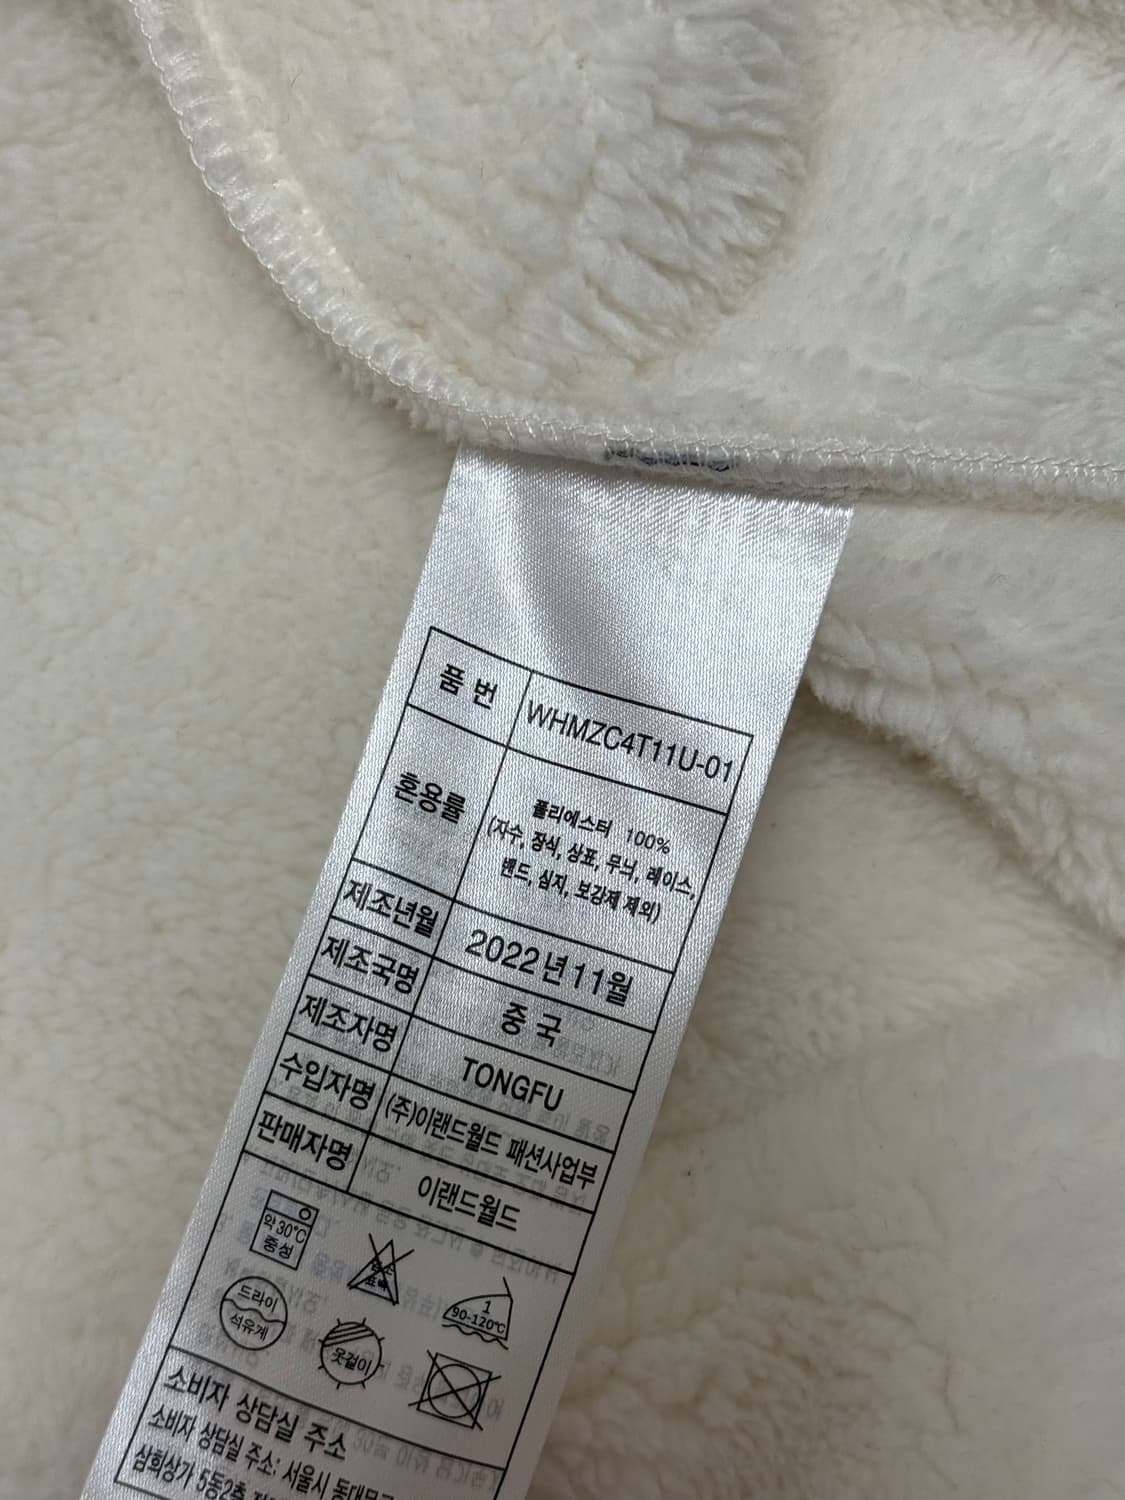 품 번 WHMZC4T11U-01
혼용률 폴리에스터 100%
(자수, 장식, 상표, 무늬, 레이스,
밴드, 심지, 보강제 제외)
제조년월 2022년 11월
제조국명 중 국
제조자명 TONGFU
수입자명 (주)이랜드월드 패션사업부
판매자명 이랜드월드
약30℃
중성
염소
표백
1
90-120℃
드라이
석유계
옷걸이
소비자 상담실 주소
소비자 상담실 주소: 서울시 동대문구
삼희상가 5동2층